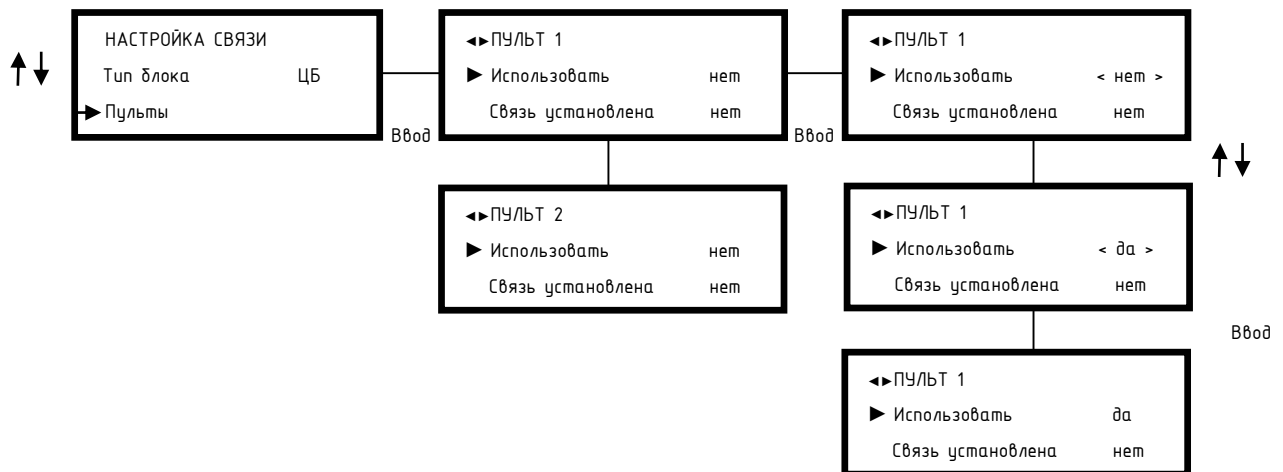 НАСТРОЙКА СВЯЗИ
Тип блока ЦБ
Пульты
Ввод
ПУЛЬТ 1
Использовать нет
Связь установлена нет
Ввод
ПУЛЬТ 1
Использовать < нет >
Связь установлена нет
ПУЛЬТ 2
Использовать нет
Связь установлена нет
ПУЛЬТ 1
Использовать < да >
Связь установлена нет
Ввод
ПУЛЬТ 1
Использовать да
Связь установлена нет